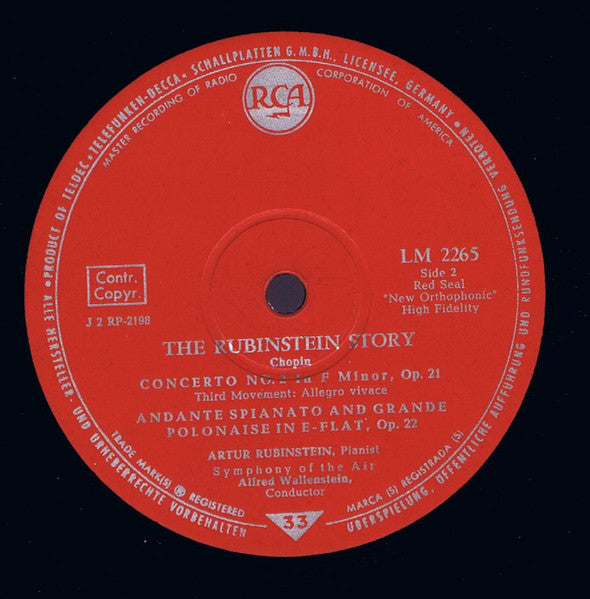 PRODUCT OF TELDEC • »TELEFUNKEN-DECCA« SCHALLPLATTEN G.M.B.H., LICENSEE, GERMANY •
ALLE HERSTELLER- UND URHEBERRECHTE VORBEHALTEN
ÜBERSPIELUNG, ÖFFENTLICHE AUFFÜHRUNG UND RUNDFUNKSENDUNG VERBOTEN
MASTER RECORDING OF RADIO CORPORATION OF AMERICA
RCA
LM 2265
Side 2
Red Seal
"New Orthophonic"
High Fidelity
Contr.
Copyr.
J 2 RP-2198
THE RUBINSTEIN STORY
Chopin
CONCERTO NO. 2 in F Minor, Op. 21
Third Movement: Allegro vivace
ANDANTE SPIANATO AND GRANDE
POLONAISE IN E-FLAT, Op. 22
ARTUR RUBINSTEIN, Pianist
Symphony of the Air
Alfred Wallenstein,
Conductor
TRADE MARK(S) ® REGISTERED
MARCA (S) REGISTRADA (S)
33